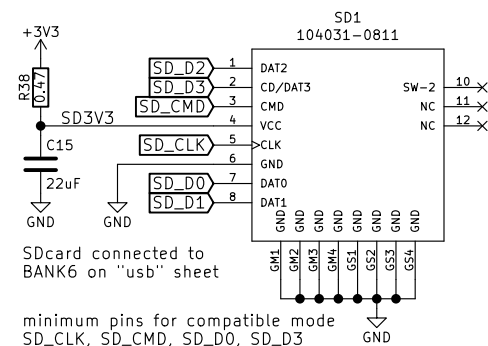 SD1
104031-0811
+3V3
R38
0.47
SD3V3
C15
22uF
GND
GND
SD_D2 1 DAT2
SD_D3 2 CD/DAT3
SD_CMD 3 CMD
4 VCC
SD_CLK 5 CLK
6 GND
SD_D0 7 DAT0
SD_D1 8 DAT1
SW-2 10
NC 11
NC 12
GND GND GND GND GND GND GND GND
GM1 GM2 GM3 GM4 GS1 GS2 GS3 GS4
GND
SDcard connected to
BANK6 on "usb" sheet
minimum pins for compatible mode
SD_CLK, SD_CMD, SD_D0, SD_D3